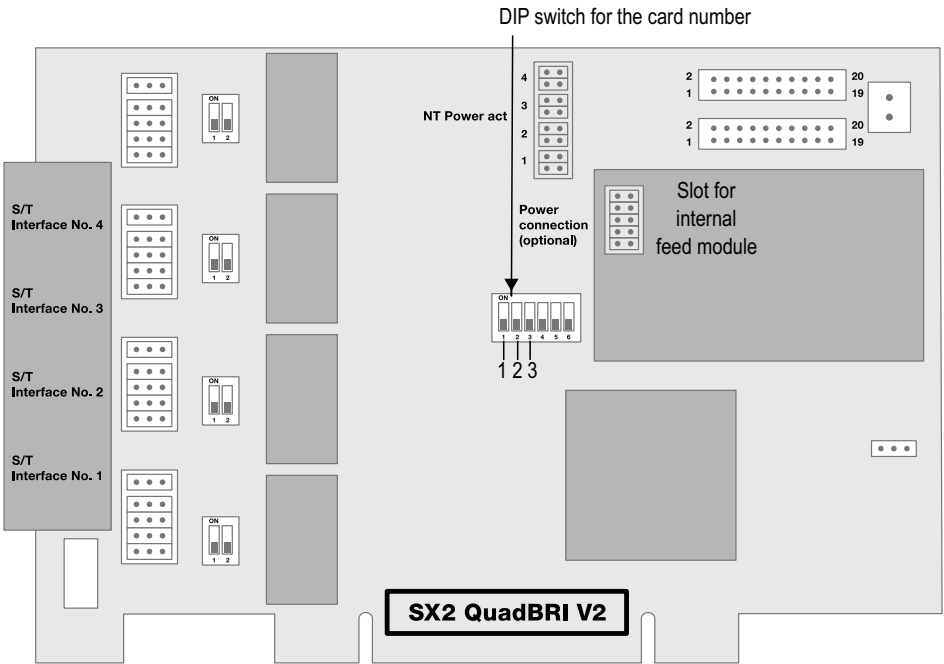 DIP switch for the card number
ON
1 2
4
3
2
1
NT Power act
2 20
1 19
2 20
1 19
S/T
Interface No. 4
ON
1 2
Power
connection
(optional)
Slot for
internal
feed module
S/T
Interface No. 3
ON
1 2 3 4 5 6
1 2 3
S/T
Interface No. 2
ON
1 2
S/T
Interface No. 1
ON
1 2
SX2 QuadBRI V2